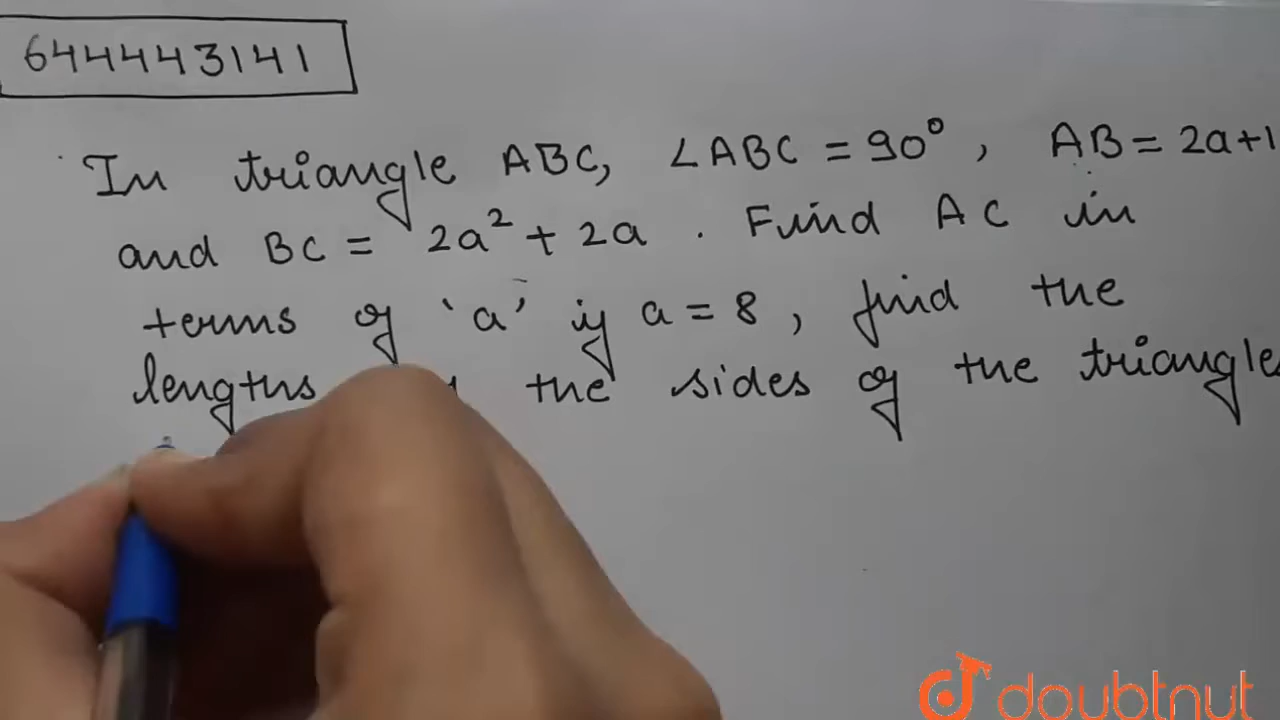 644443141
In triangle ABC, ∠ABC = 90°, AB = 2a+1
and BC = 2a² + 2a . Find AC in
terms of 'a' if a = 8, find the
lengths the sides of the triangles
doubtnut